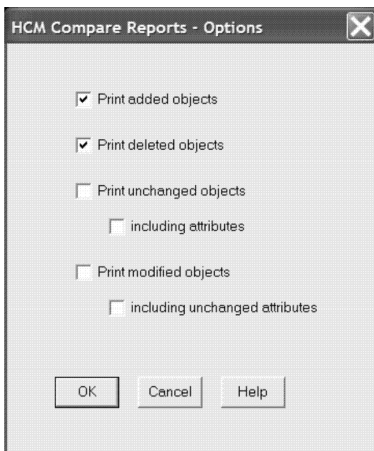 HCM Compare Reports - Options
Print added objects
Print deleted objects
Print unchanged objects
including attributes
Print modified objects
including unchanged attributes
OK Cancel Help